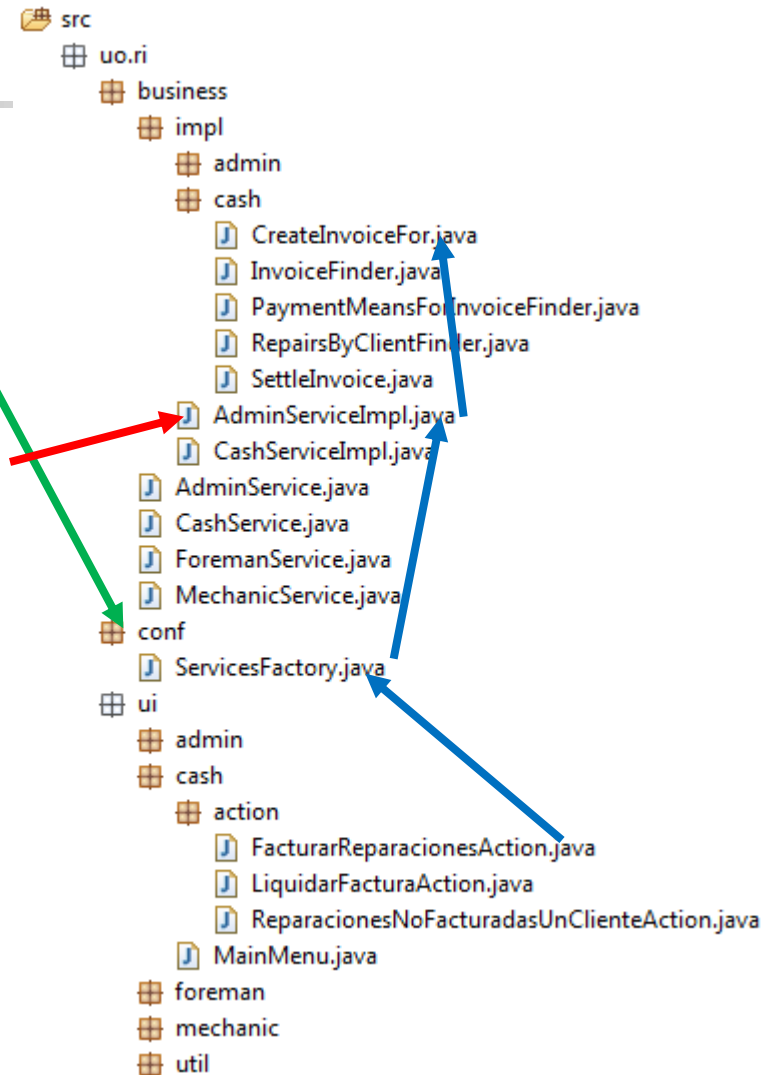 src
uo.ri
business
impl
admin
cash
CreateInvoiceFor.java
InvoiceFinder.java
PaymentMeansForInvoiceFinder.java
RepairsByClientFinder.java
SettleInvoice.java
AdminServiceImpl.java
CashServiceImpl.java
AdminService.java
CashService.java
ForemanService.java
MechanicService.java
conf
ServicesFactory.java
ui
admin
cash
action
FacturarReparacionesAction.java
LiquidarFacturaAction.java
ReparacionesNoFacturadasUnClienteAction.java
MainMenu.java
foreman
mechanic
util